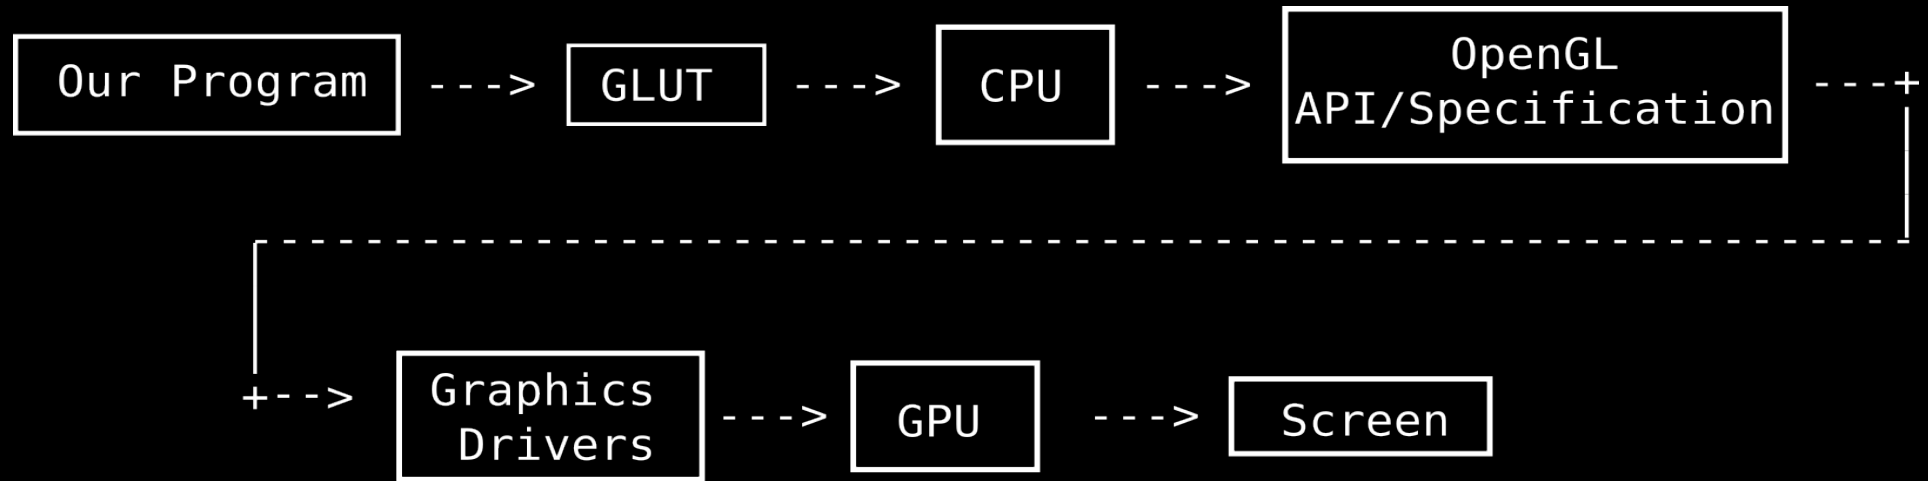 Our Program ---> GLUT ---> CPU ---> OpenGL ---+
API/Specification
+--> Graphics ---> GPU ---> Screen
Drivers